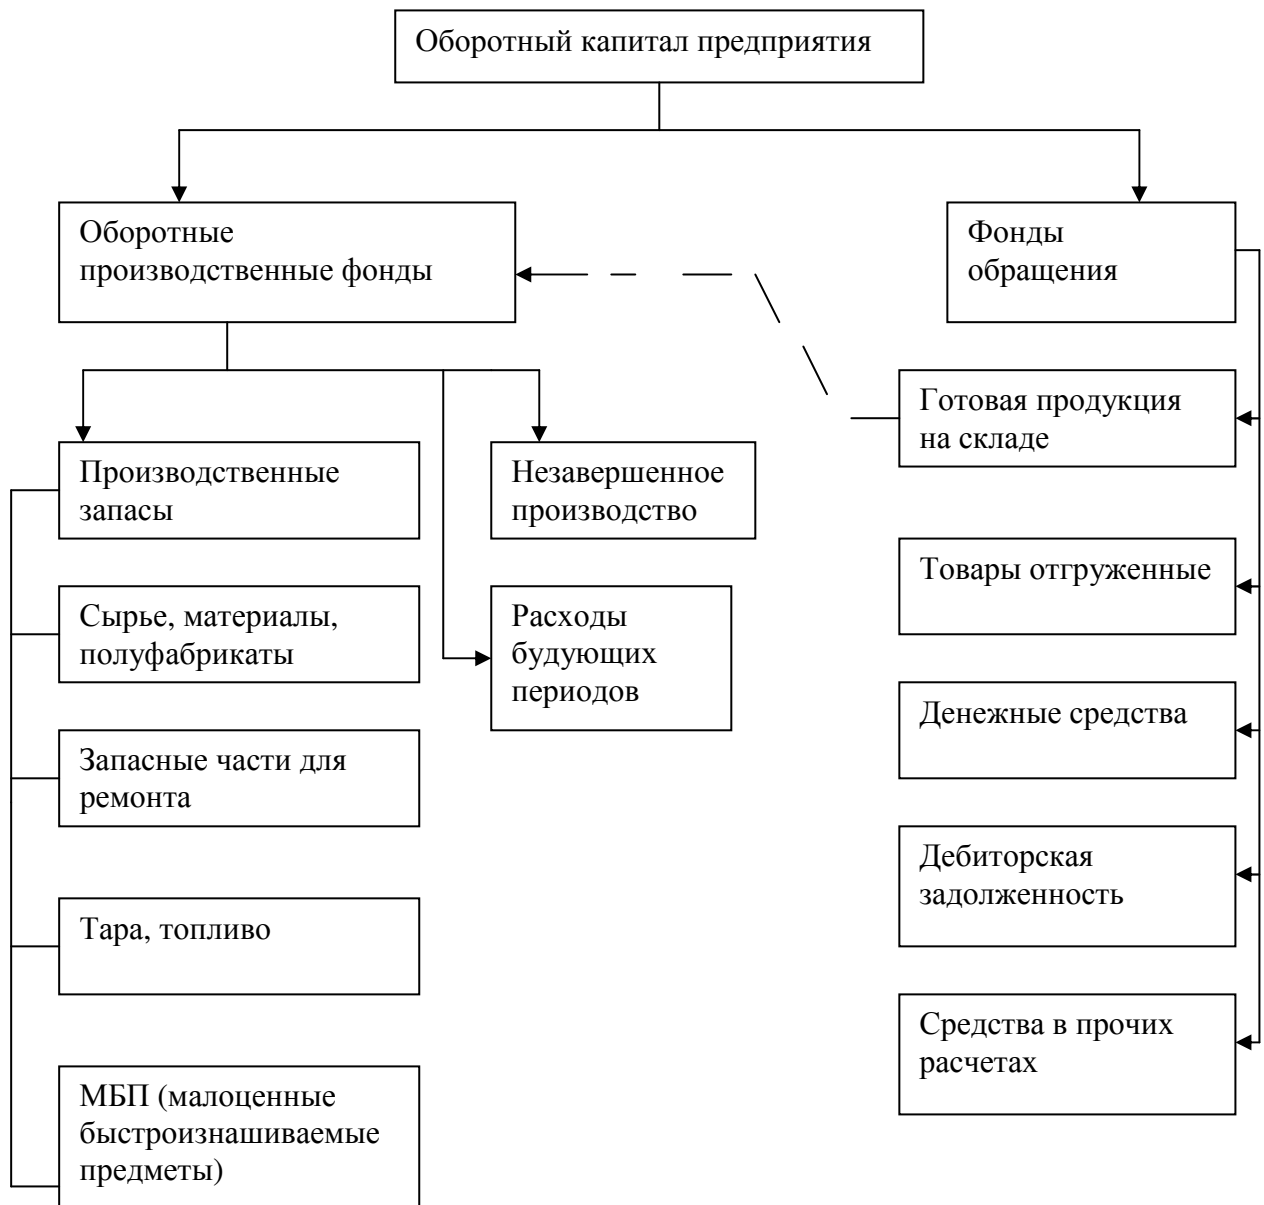 Оборотный капитал предприятия
Оборотные
производственные фонды
Фонды
обращения
Производственные
запасы
Незавершенное
производство
Готовая продукция
на складе
Сырье, материалы,
полуфабрикаты
Расходы
будующих
периодов
Товары отгруженные
Запасные части для
ремонта
Денежные средства
Тара, топливо
Дебиторская
задолженность
МБП (малоценные
быстроизнашиваемые
предметы)
Средства в прочих
расчетах